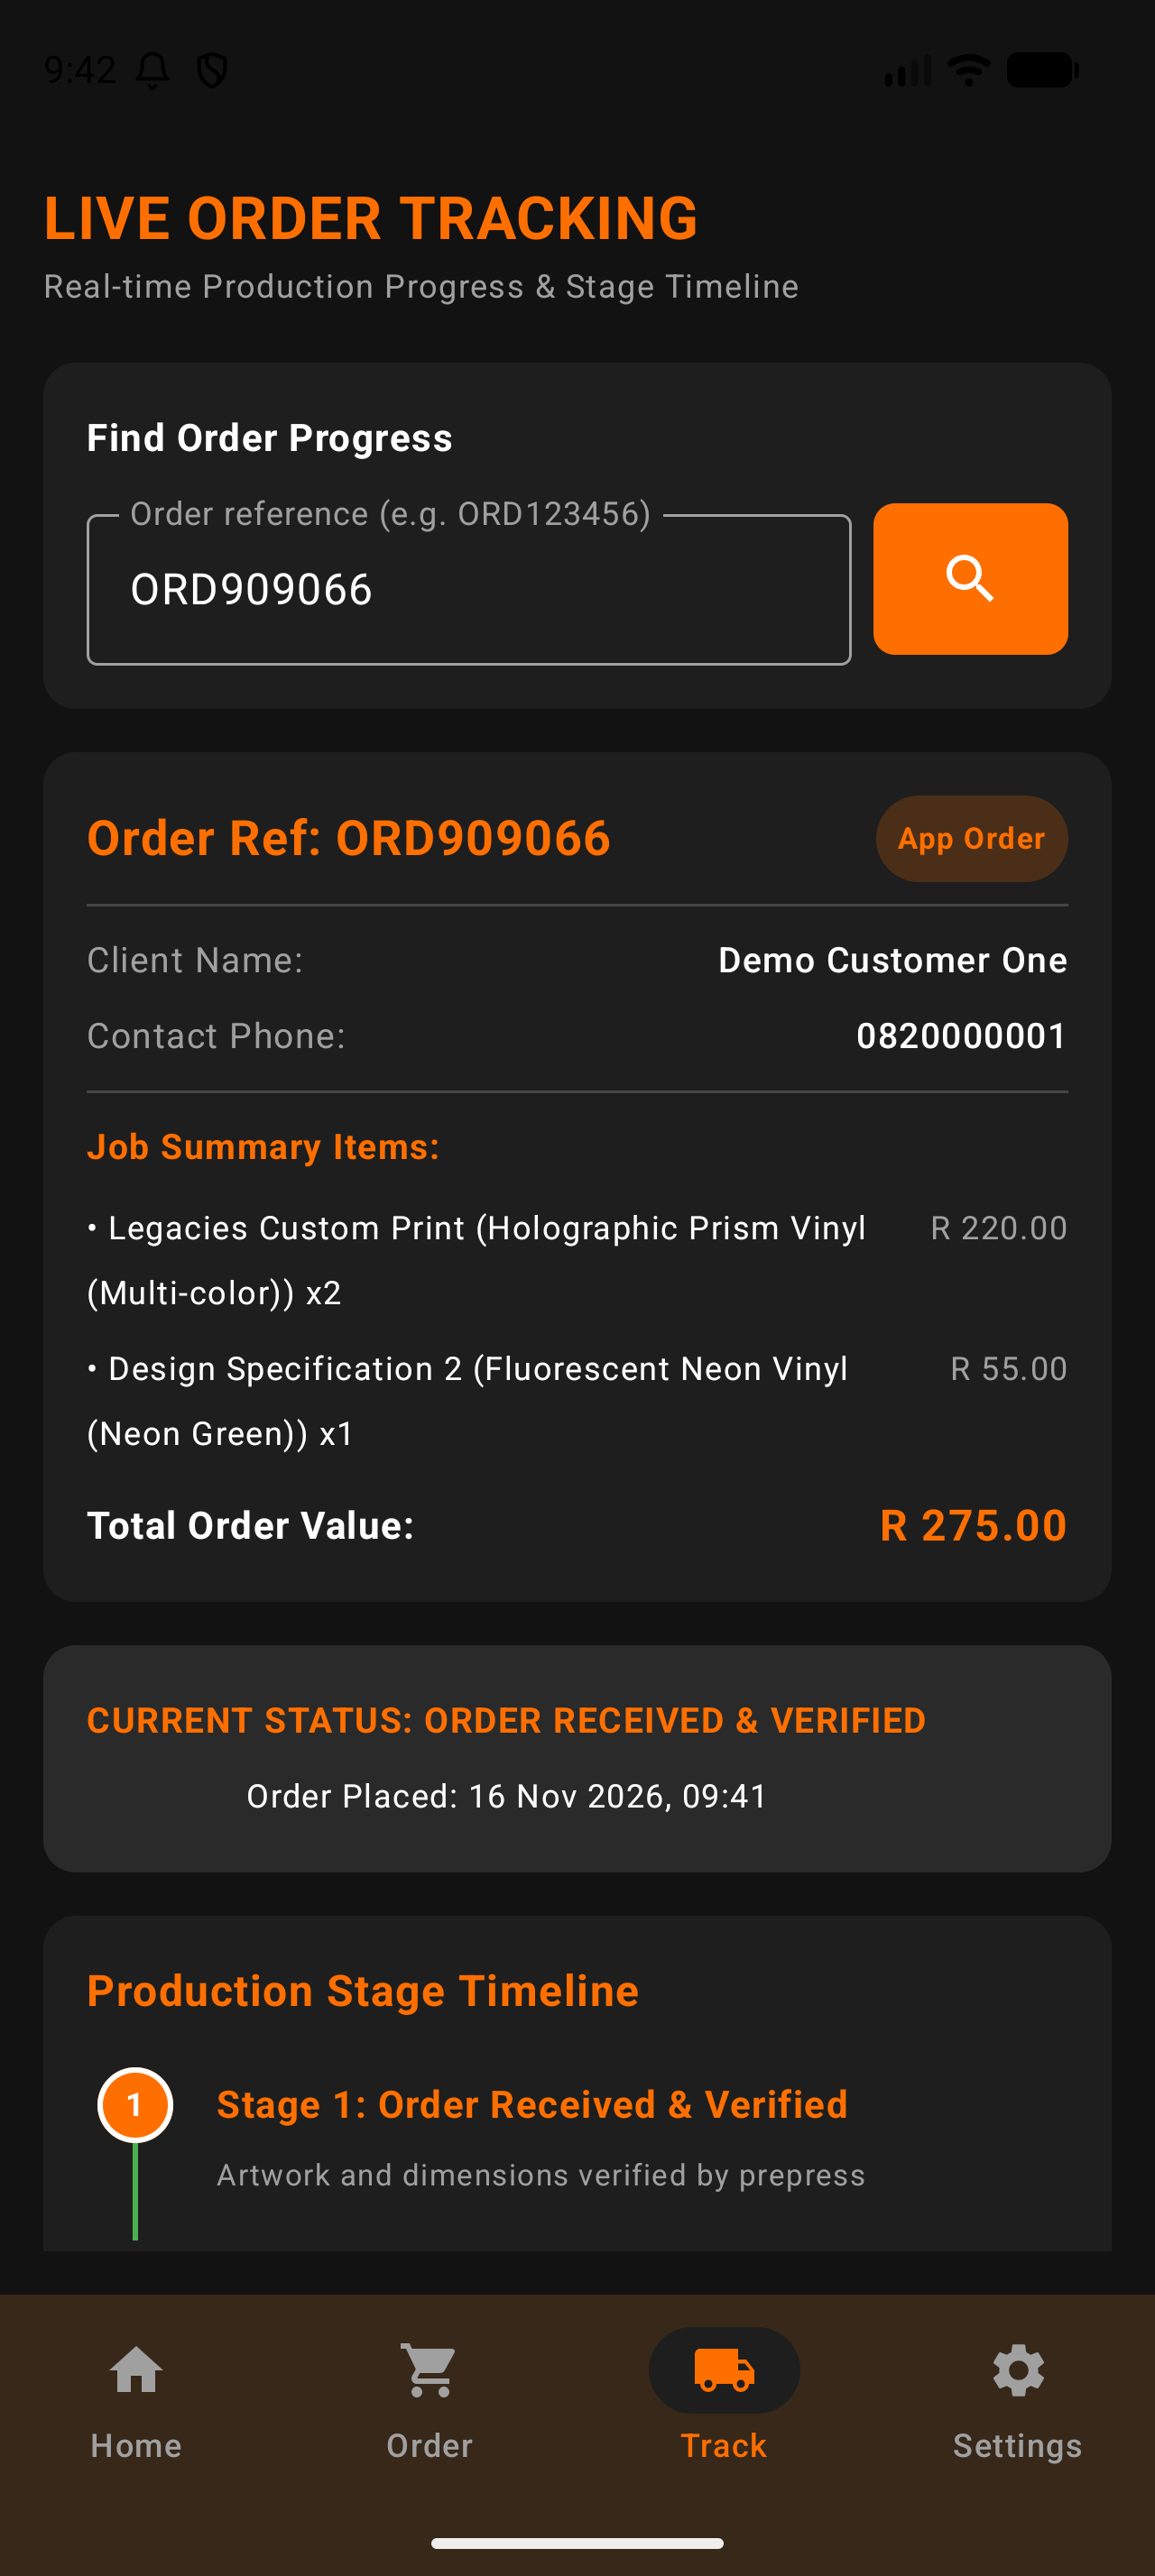 9:42
LIVE ORDER TRACKING
Real-time Production Progress & Stage Timeline
Find Order Progress
Order reference (e.g. ORD123456)
ORD909066
Order Ref: ORD909066
App Order
Client Name:
Demo Customer One
Contact Phone:
0820000001
Job Summary Items:
• Legacies Custom Print (Holographic Prism Vinyl
R 220.00
(Multi-color)) x2
• Design Specification 2 (Fluorescent Neon Vinyl
R 55.00
(Neon Green)) x1
Total Order Value:
R 275.00
CURRENT STATUS: ORDER RECEIVED & VERIFIED
Order Placed: 16 Nov 2026, 09:41
Production Stage Timeline
1
Stage 1: Order Received & Verified
Artwork and dimensions verified by prepress
Home
Order
Track
Settings